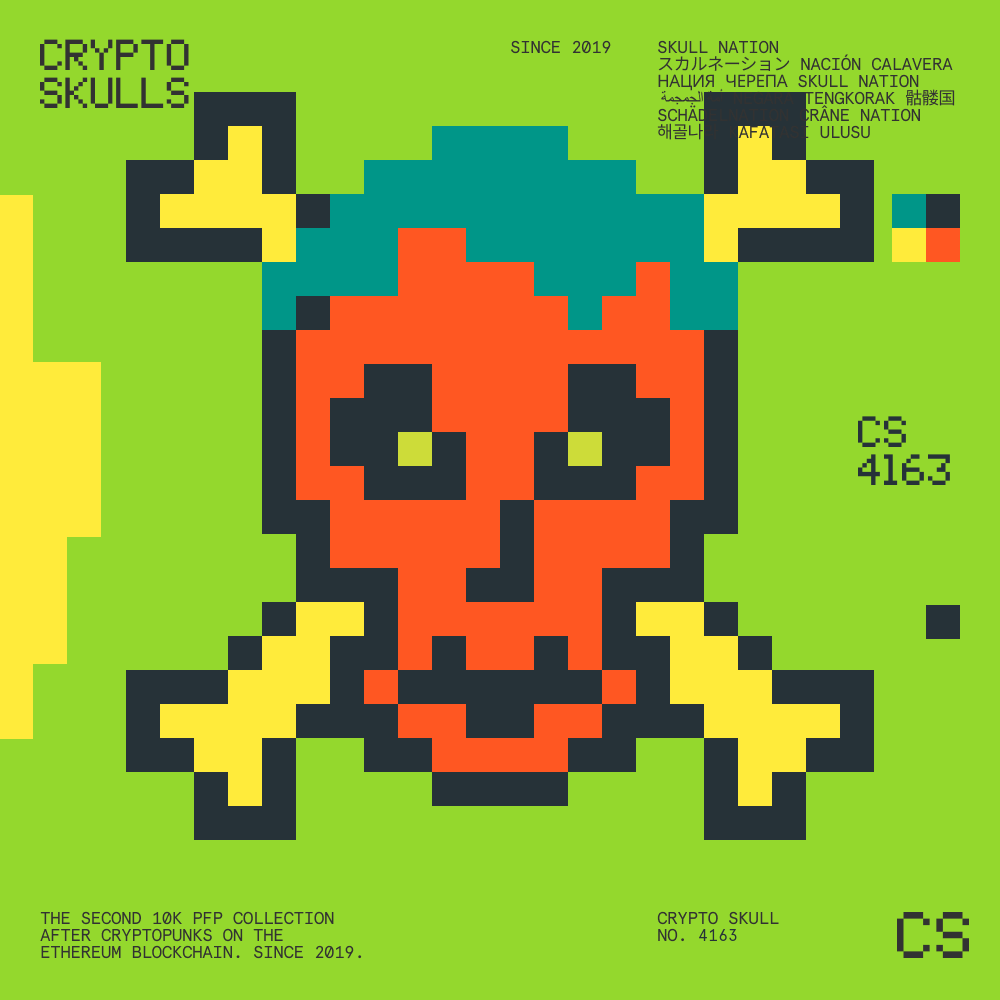 CRYPTO
SKULLS
SINCE 2019
SKULL NATION
スカルネーション NACIÓN CALAVERA
НАЦИЯ ЧЕРЕПА SKULL NATION
الجمجمة TENGKORAK 骷髅国
CRÂNE NATION
해골나 ULUSU
CS
4163
THE SECOND 10K PFP COLLECTION
AFTER CRYPTOPUNKS ON THE
ETHEREUM BLOCKCHAIN. SINCE 2019.
CRYPTO SKULL
NO. 4163
CS